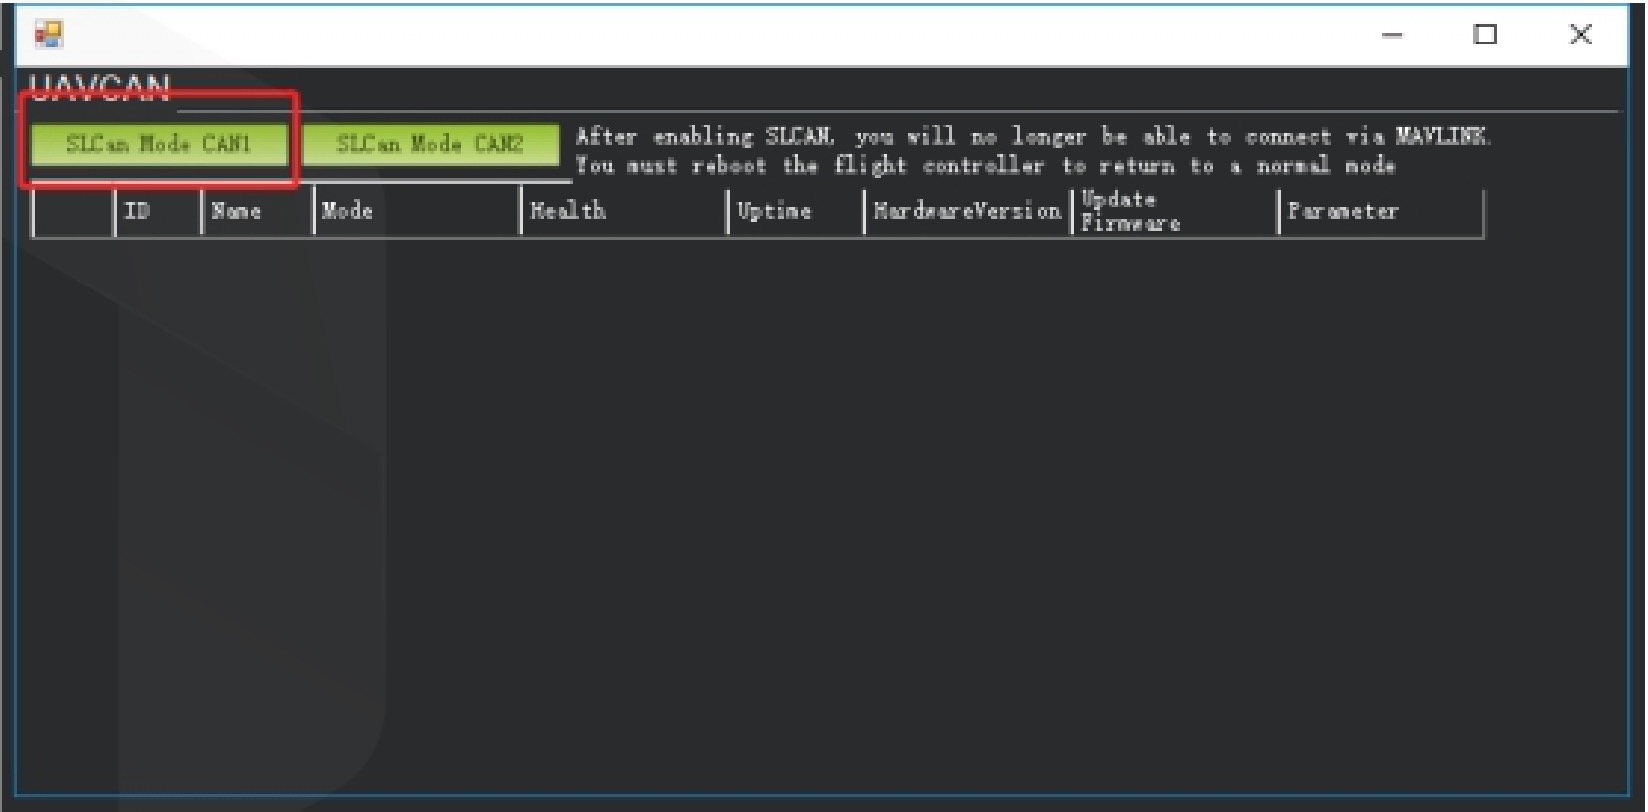 UAVCAN
SLCan Mode CAN1 SLCan Mode CAN2 After enabling SLCAN, you will no longer be able to connect via MAVLINK.
You must reboot the flight controller to return to a normal mode
ID Name Mode Health Uptime HardwareVersion Update Firmware Parameter